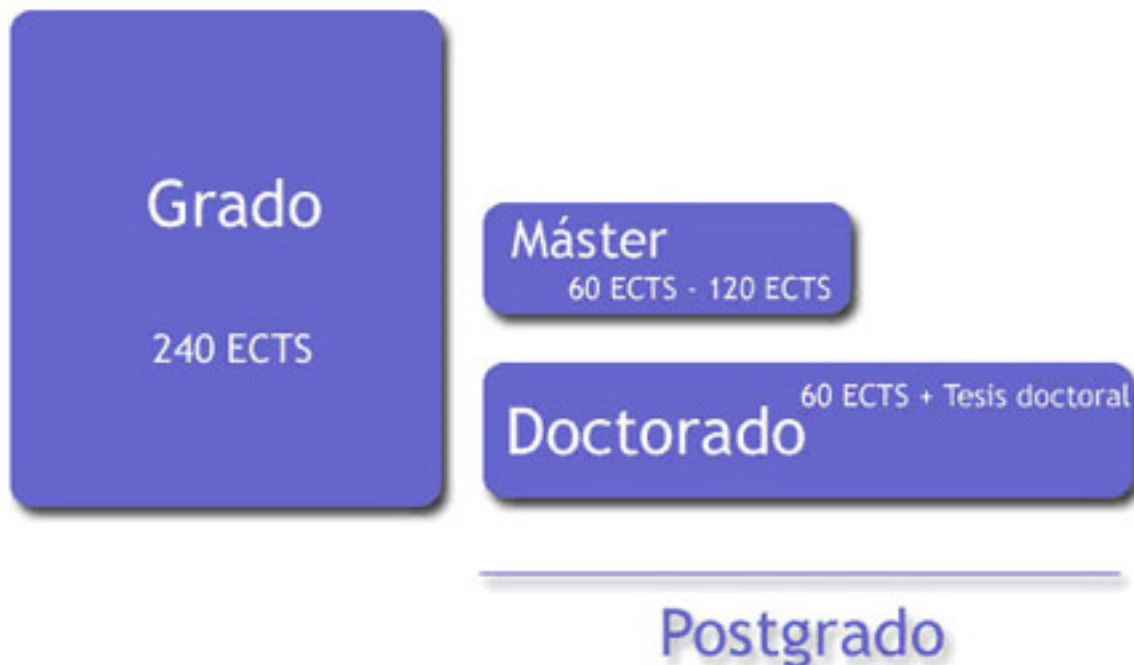 Grado
240 ECTS
Máster
60 ECTS - 120 ECTS
60 ECTS + Tesis doctoral
Doctorado
Postgrado